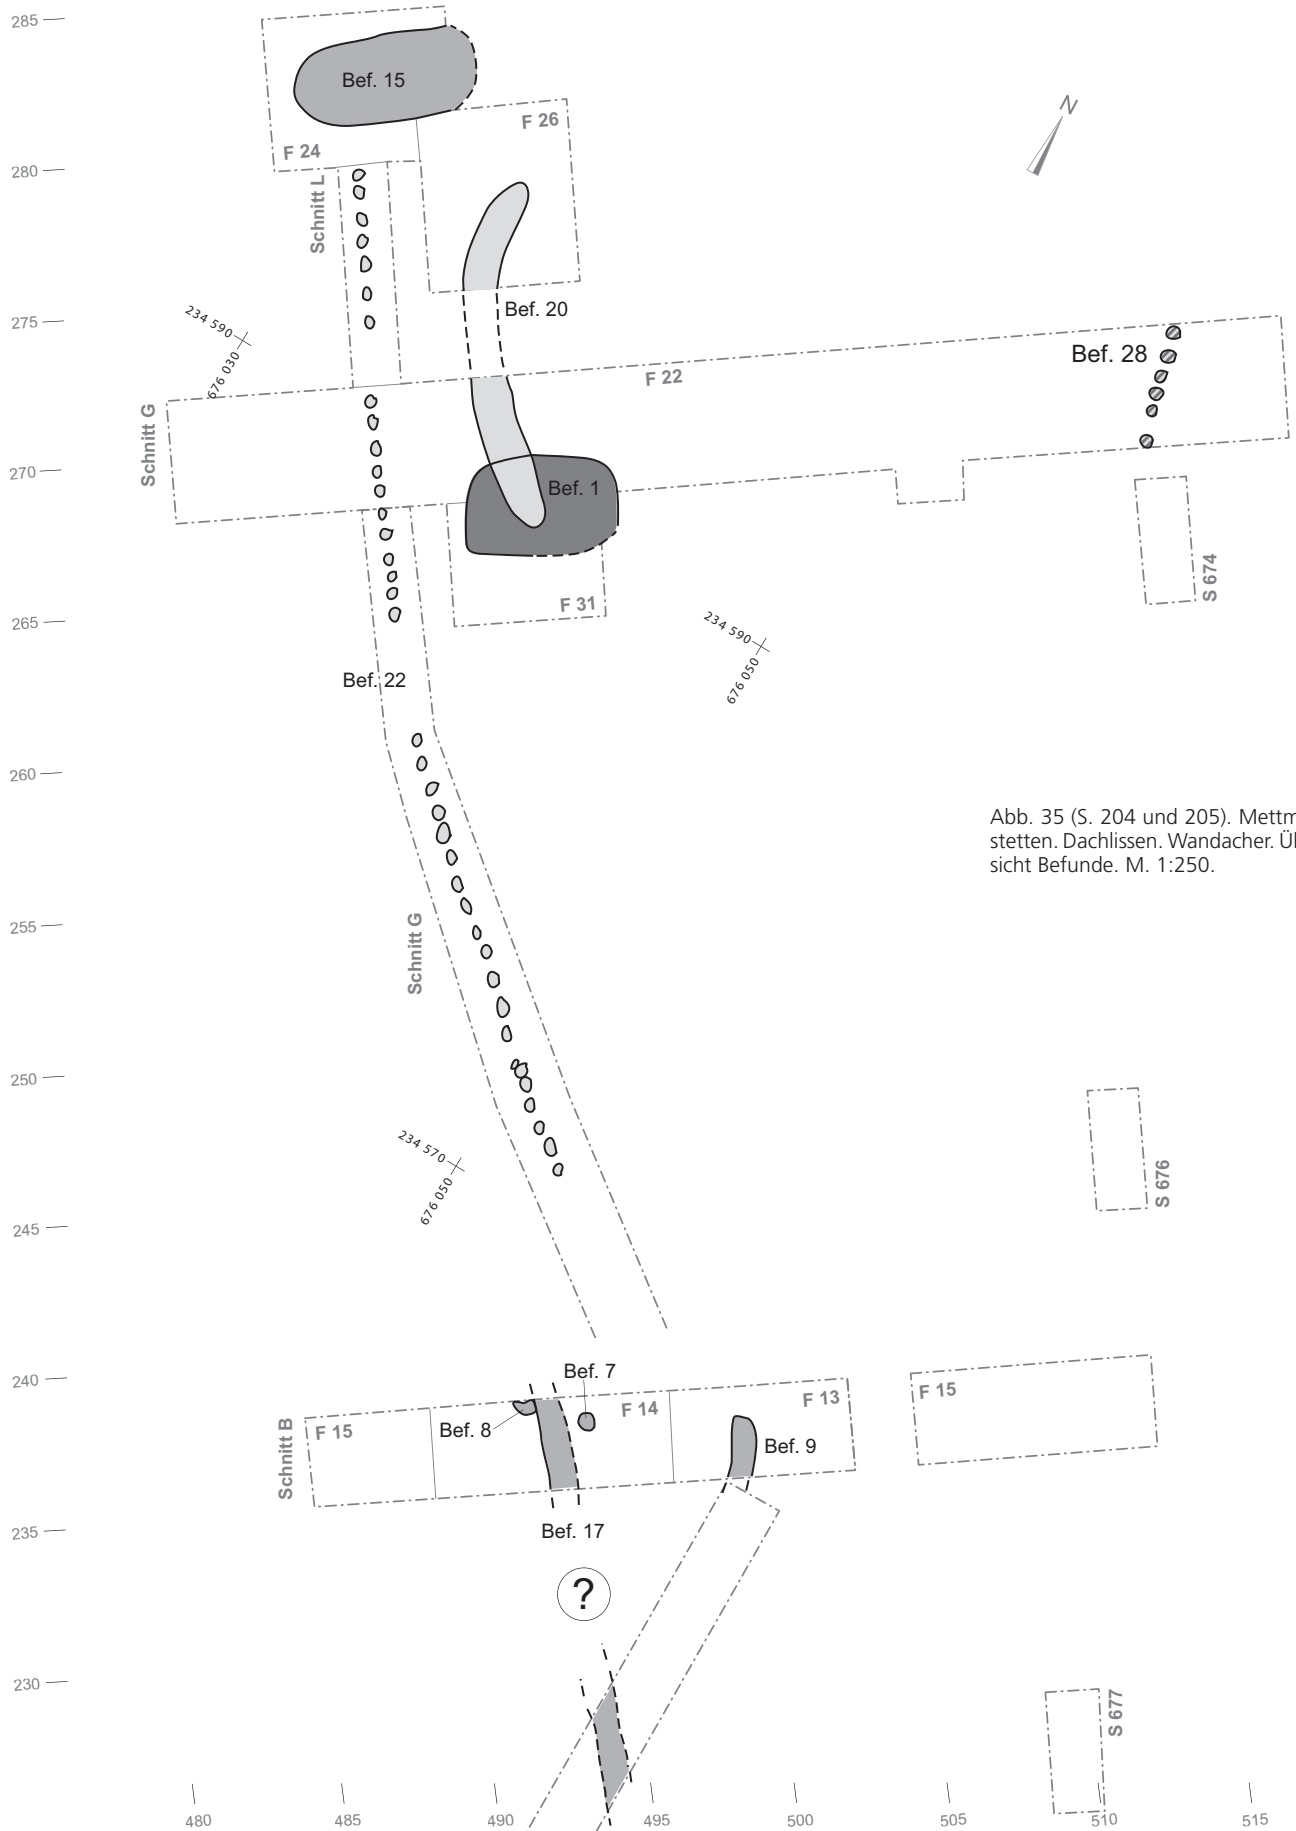 285
Bef. 15
F 26
N
F 24
280
Schnitt L
Bef. 20
275
234 590
676 030
Bef. 28
F 22
Schnitt G
270
Bef. 1
S 674
F 31
265
234 590
676 050
Bef. 22
260
Abb. 35 (S. 204 und 205). Mettm
stetten. Dachlissen. Wandacher. Ül
sicht Befunde. M. 1:250.
255
Schnitt G
250
234 570
676 050
S 676
245
240
Bef. 7
F 15
F 14
F 13
F 15
Bef. 8
Bef. 9
Schnitt B
235
Bef. 17
?
230
S 677
480
485
490
495
500
505
510
515